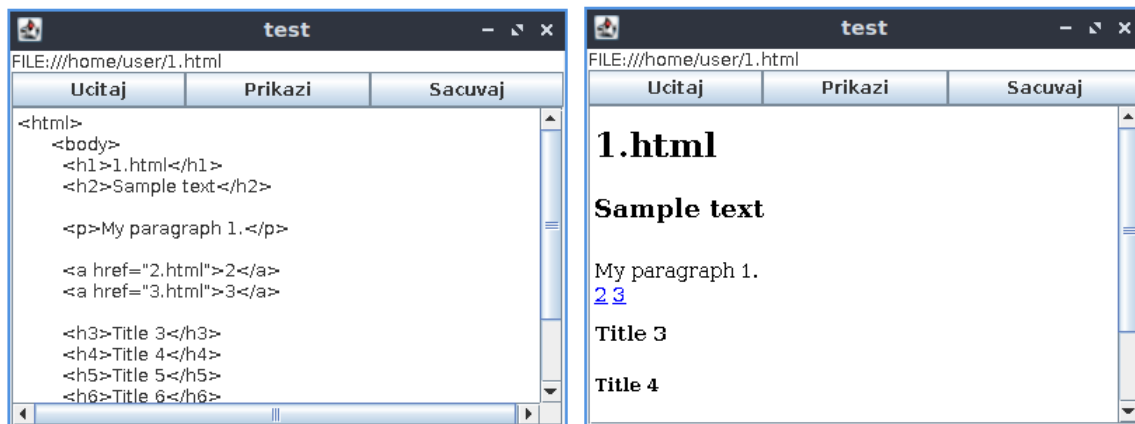 test
FILE:///home/user/1.html
Ucitaj Prikazi Sacuvaj
<html>
<body>
<h1>1.html</h1>
<h2>Sample text</h2>
<p>My paragraph 1.</p>
<a href="2.html">2</a>
<a href="3.html">3</a>
<h3>Title 3</h3>
<h4>Title 4</h4>
<h5>Title 5</h5>
<h6>Title 6</h6>
test
FILE:///home/user/1.html
Ucitaj Prikazi Sacuvaj
1.html
Sample text
My paragraph 1.
2 3
Title 3
Title 4